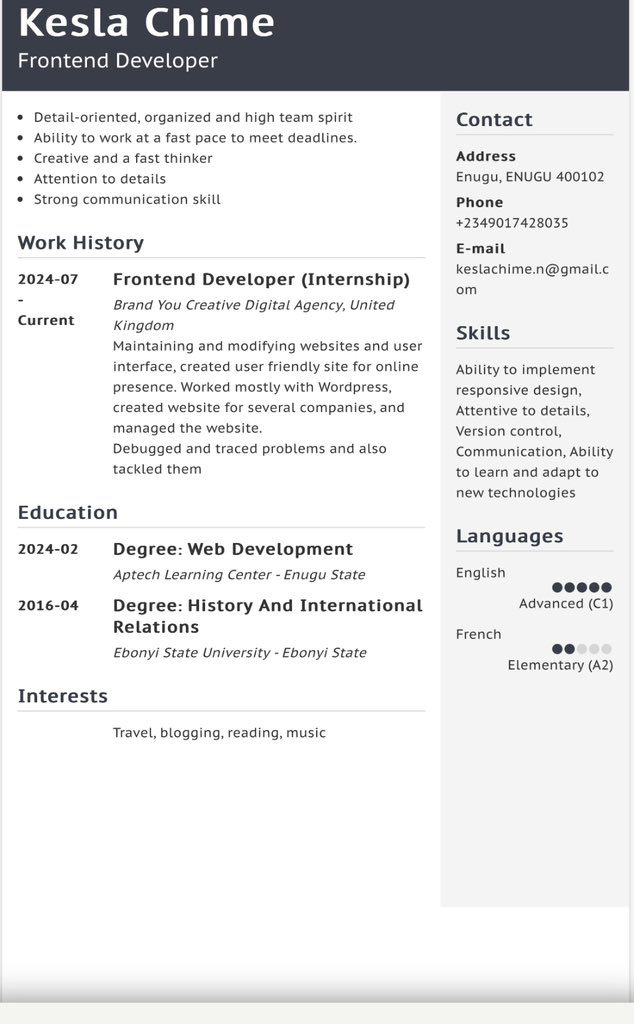 Kesla Chime
Frontend Developer
Detail-oriented, organized and high team spirit
Ability to work at a fast pace to meet deadlines.
Creative and a fast thinker
Attention to details
Strong communication skill
Work History
2024-07
-
Current
Frontend Developer (Internship)
Brand You Creative Digital Agency, United
Kingdom
Maintaining and modifying websites and user
interface, created user friendly site for online
presence. Worked mostly with Wordpress,
created website for several companies, and
managed the website.
Debugged and traced problems and also
tackled them
Education
2024-02
Degree: Web Development
Aptech Learning Center - Enugu State
2016-04
Degree: History And International
Relations
Ebonyi State University - Ebonyi State
Interests
Travel, blogging, reading, music
Contact
Address
Enugu, ENUGU 400102
Phone
+2349017428035
E-mail
keslachime.n@gmail.c
om
Skills
Ability to implement
responsive design,
Attentive to details,
Version control,
Communication, Ability
to learn and adapt to
new technologies
Languages
English
Advanced (C1)
French
Elementary (A2)